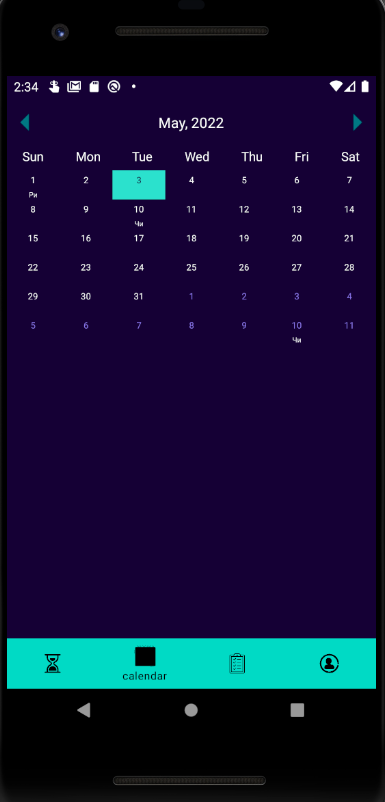 2:34
May, 2022
Sun Mon Tue Wed Thu Fri Sat
1 2 3 4 5 6 7
Ри
8 9 10 11 12 13 14
Чи
15 16 17 18 19 20 21
22 23 24 25 26 27 28
29 30 31 1 2 3 4
5 6 7 8 9 10 11
Чи
calendar